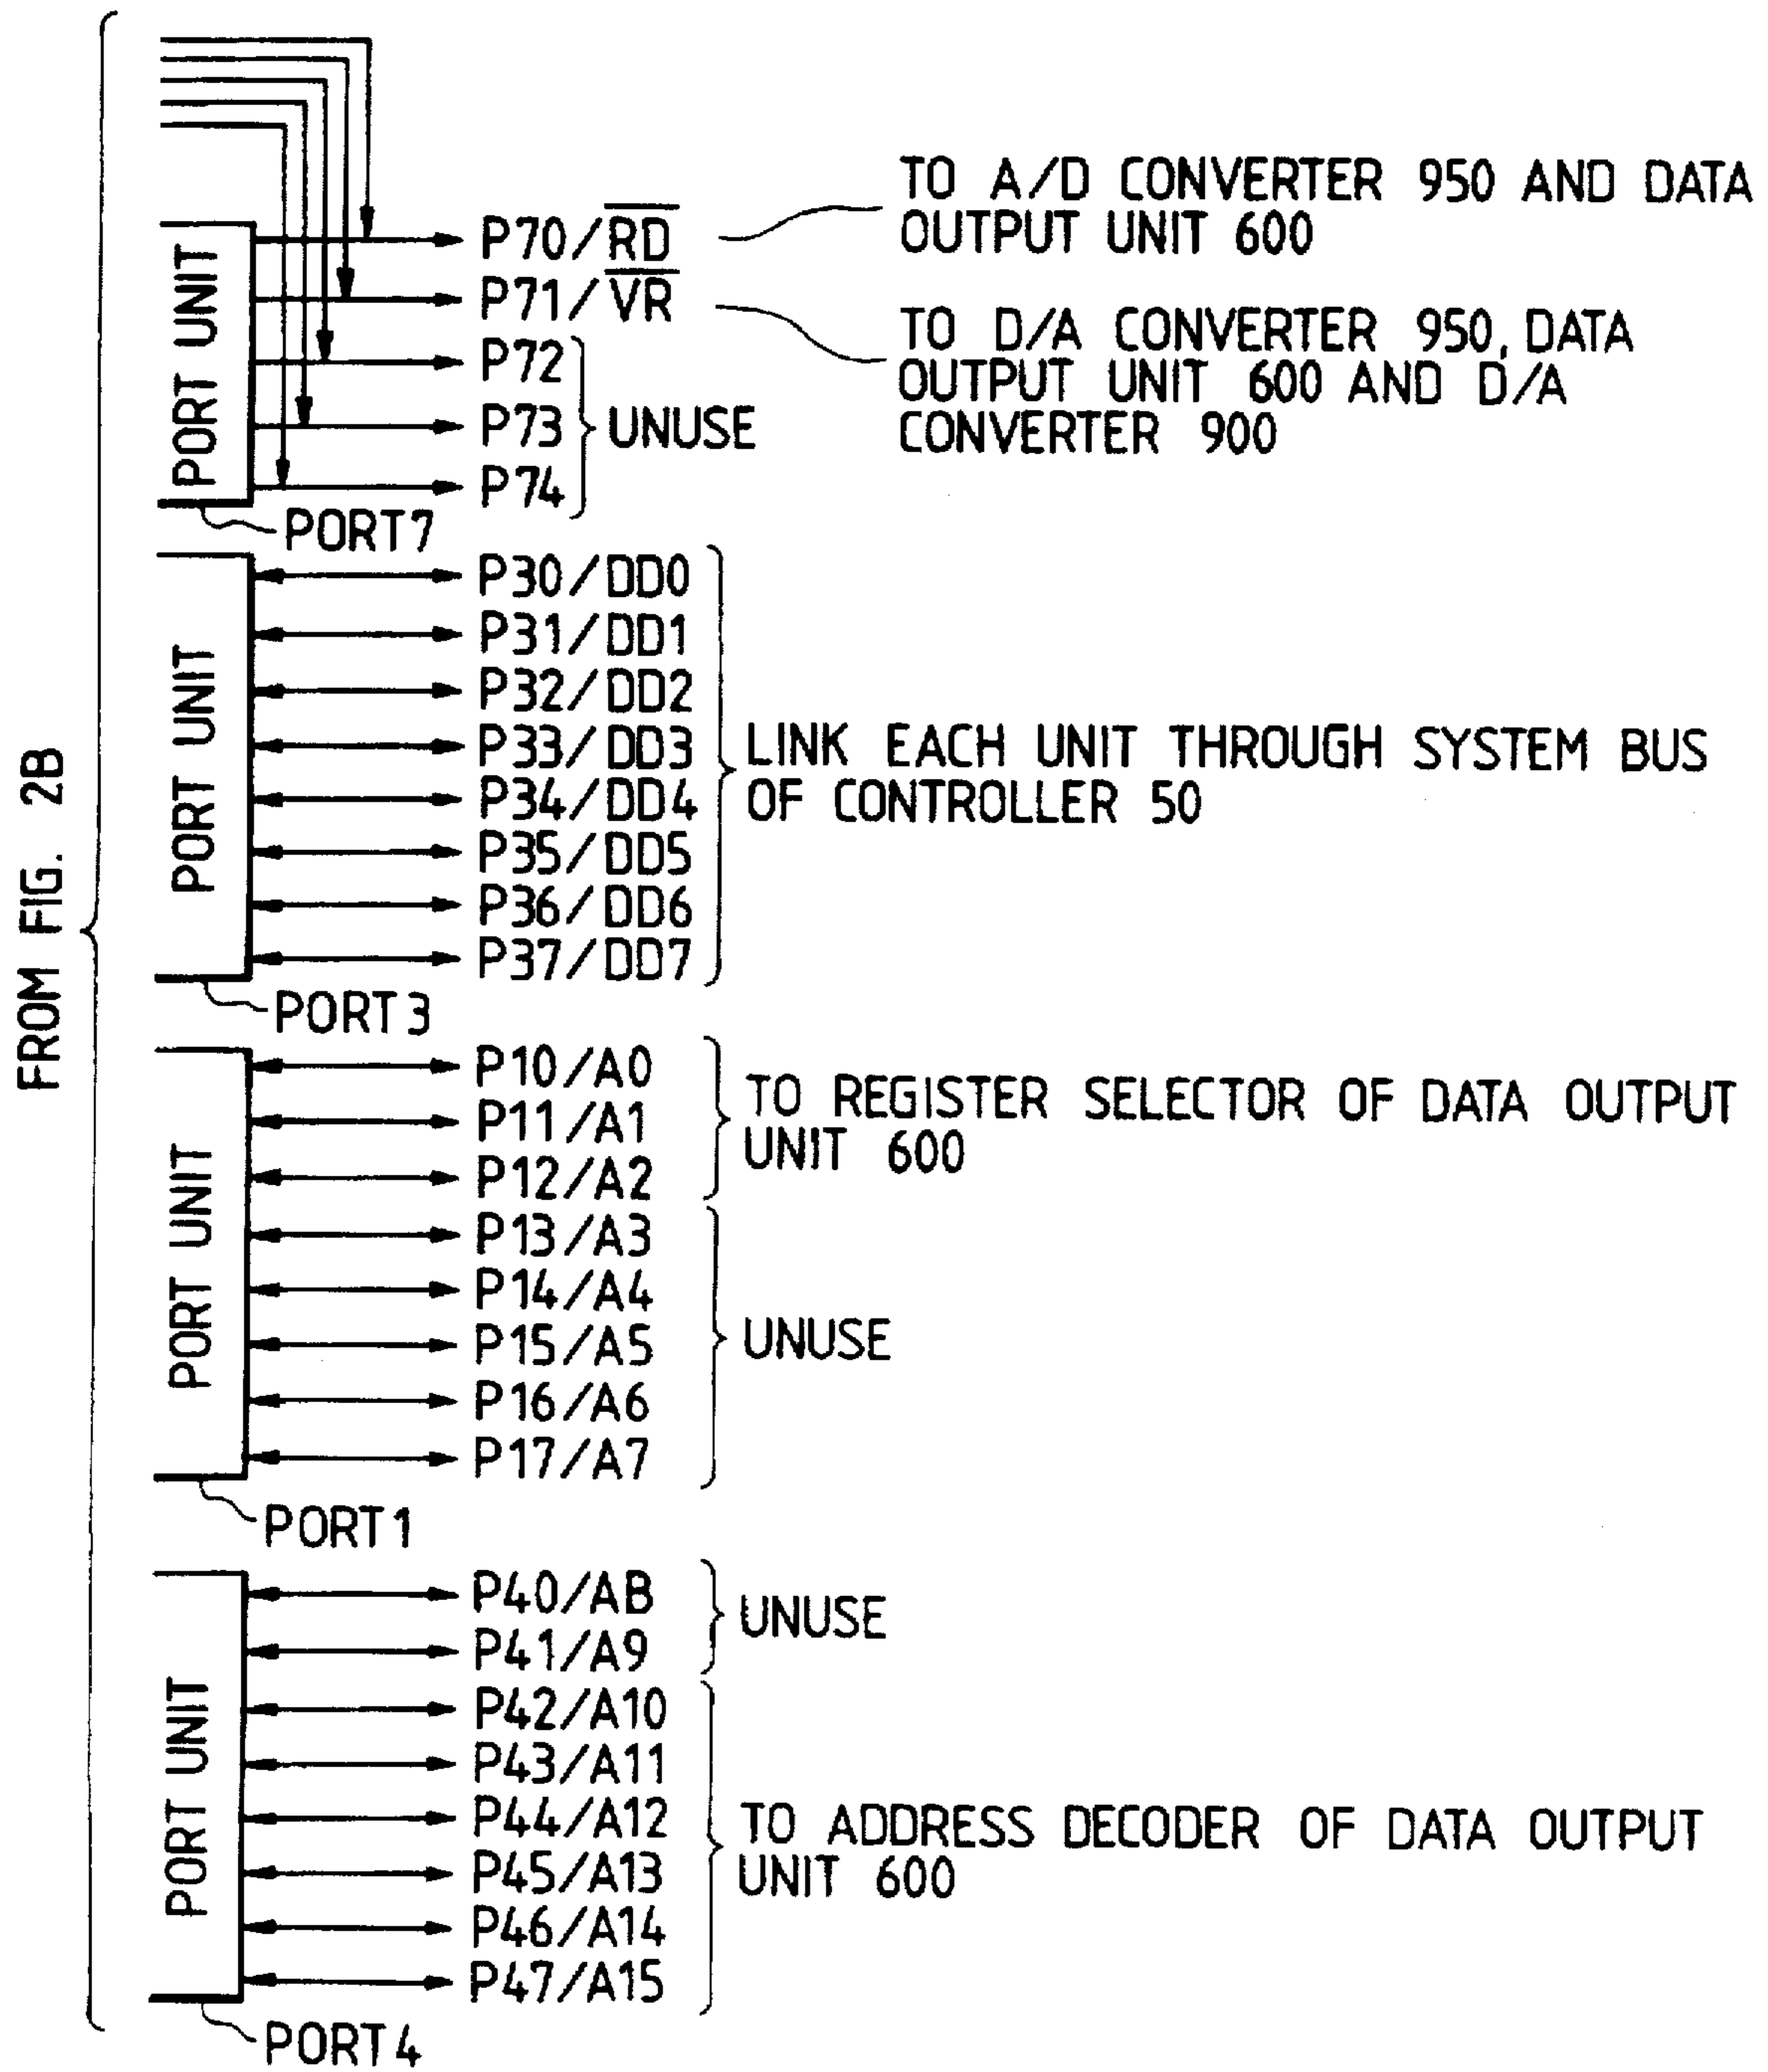 FROM FIG. 2B
PORT UNIT
P70/RD
TO A/D CONVERTER 950 AND DATA
OUTPUT UNIT 600
P71/VR
TO D/A CONVERTER 950, DATA
OUTPUT UNIT 600 AND D/A
CONVERTER 900
P72
P73
P74
UNUSE
PORT7
PORT UNIT
P30/DD0
P31/DD1
P32/DD2
P33/DD3
P34/DD4
P35/DD5
P36/DD6
P37/DD7
LINK EACH UNIT THROUGH SYSTEM BUS
OF CONTROLLER 50
PORT3
PORT UNIT
P10/A0
P11/A1
P12/A2
TO REGISTER SELECTOR OF DATA OUTPUT
UNIT 600
P13/A3
P14/A4
P15/A5
P16/A6
P17/A7
UNUSE
PORT1
PORT UNIT
P40/AB
P41/A9
UNUSE
P42/A10
P43/A11
P44/A12
P45/A13
P46/A14
P47/A15
TO ADDRESS DECODER OF DATA OUTPUT
UNIT 600
PORT4